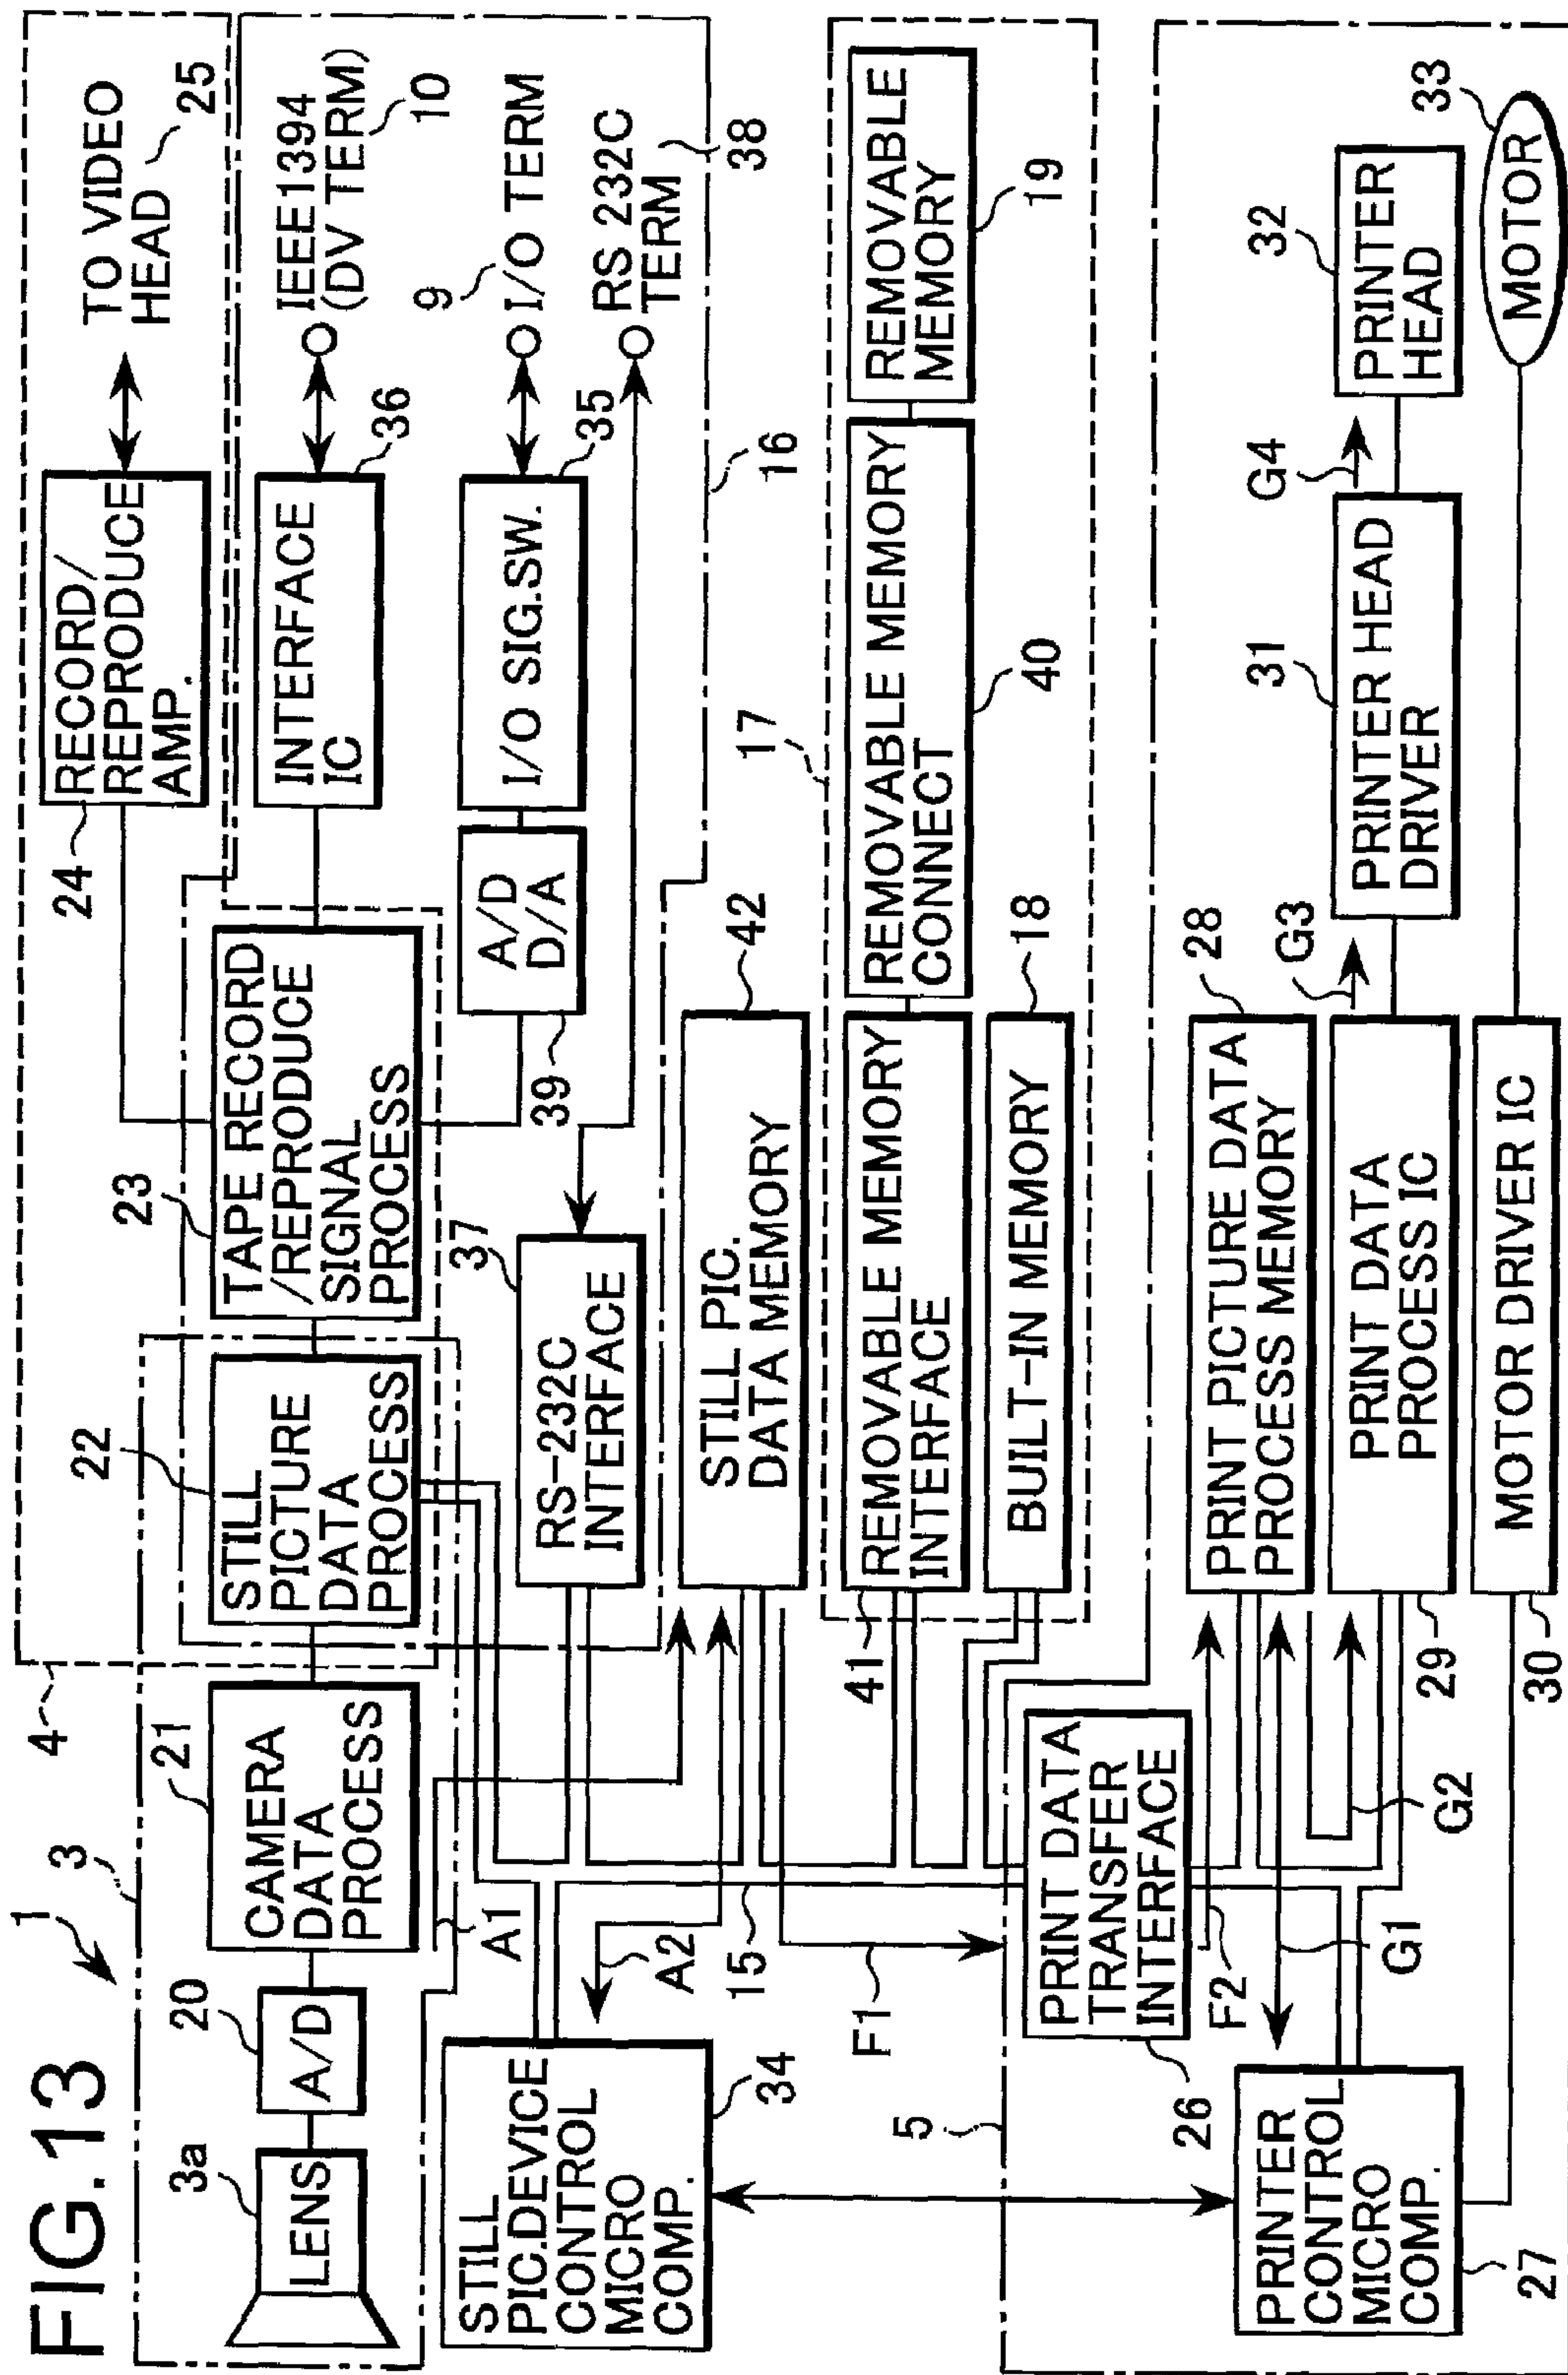 FIG.13
1
3
4
3a
LENS
20
A/D
21
CAMERA
DATA
PROCESS
22
STILL
PICTURE
DATA
PROCESS
23
TAPE RECORD
/REPRODUCE
SIGNAL
PROCESS
24
RECORD/
REPRODUCE
AMP.
TO VIDEO
HEAD
25
INTERFACE
IC
36
IEEE1394
(DV TERM)
10
A/D
D/A
39
I/O SIG.SW.
35
9
I/O TERM
RS 232C
TERM
38
37
RS-232C
INTERFACE
16
A1
A2
STILL
PIC.DEVICE
CONTROL
MICRO
COMP.
34
15
F1
STILL PIC.
DATA MEMORY
42
17
41
REMOVABLE MEMORY
INTERFACE
REMOVABLE MEMORY
CONNECT
40
REMOVABLE
MEMORY
19
BUILT-IN MEMORY
18
5
PRINT DATA
TRANSFER
INTERFACE
26
F2
G1
G2
PRINTER
CONTROL
MICRO
COMP.
27
PRINT PICTURE DATA
PROCESS MEMORY
28
PRINT DATA
PROCESS IC
29
G3
PRINTER HEAD
DRIVER
31
G4
PRINTER
HEAD
32
MOTOR DRIVER IC
30
MOTOR
33